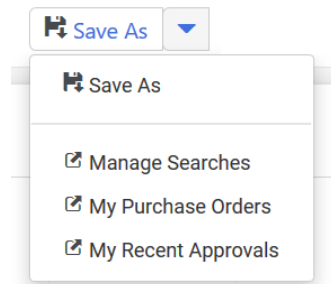 Save As
Save As
Manage Searches
My Purchase Orders
My Recent Approvals